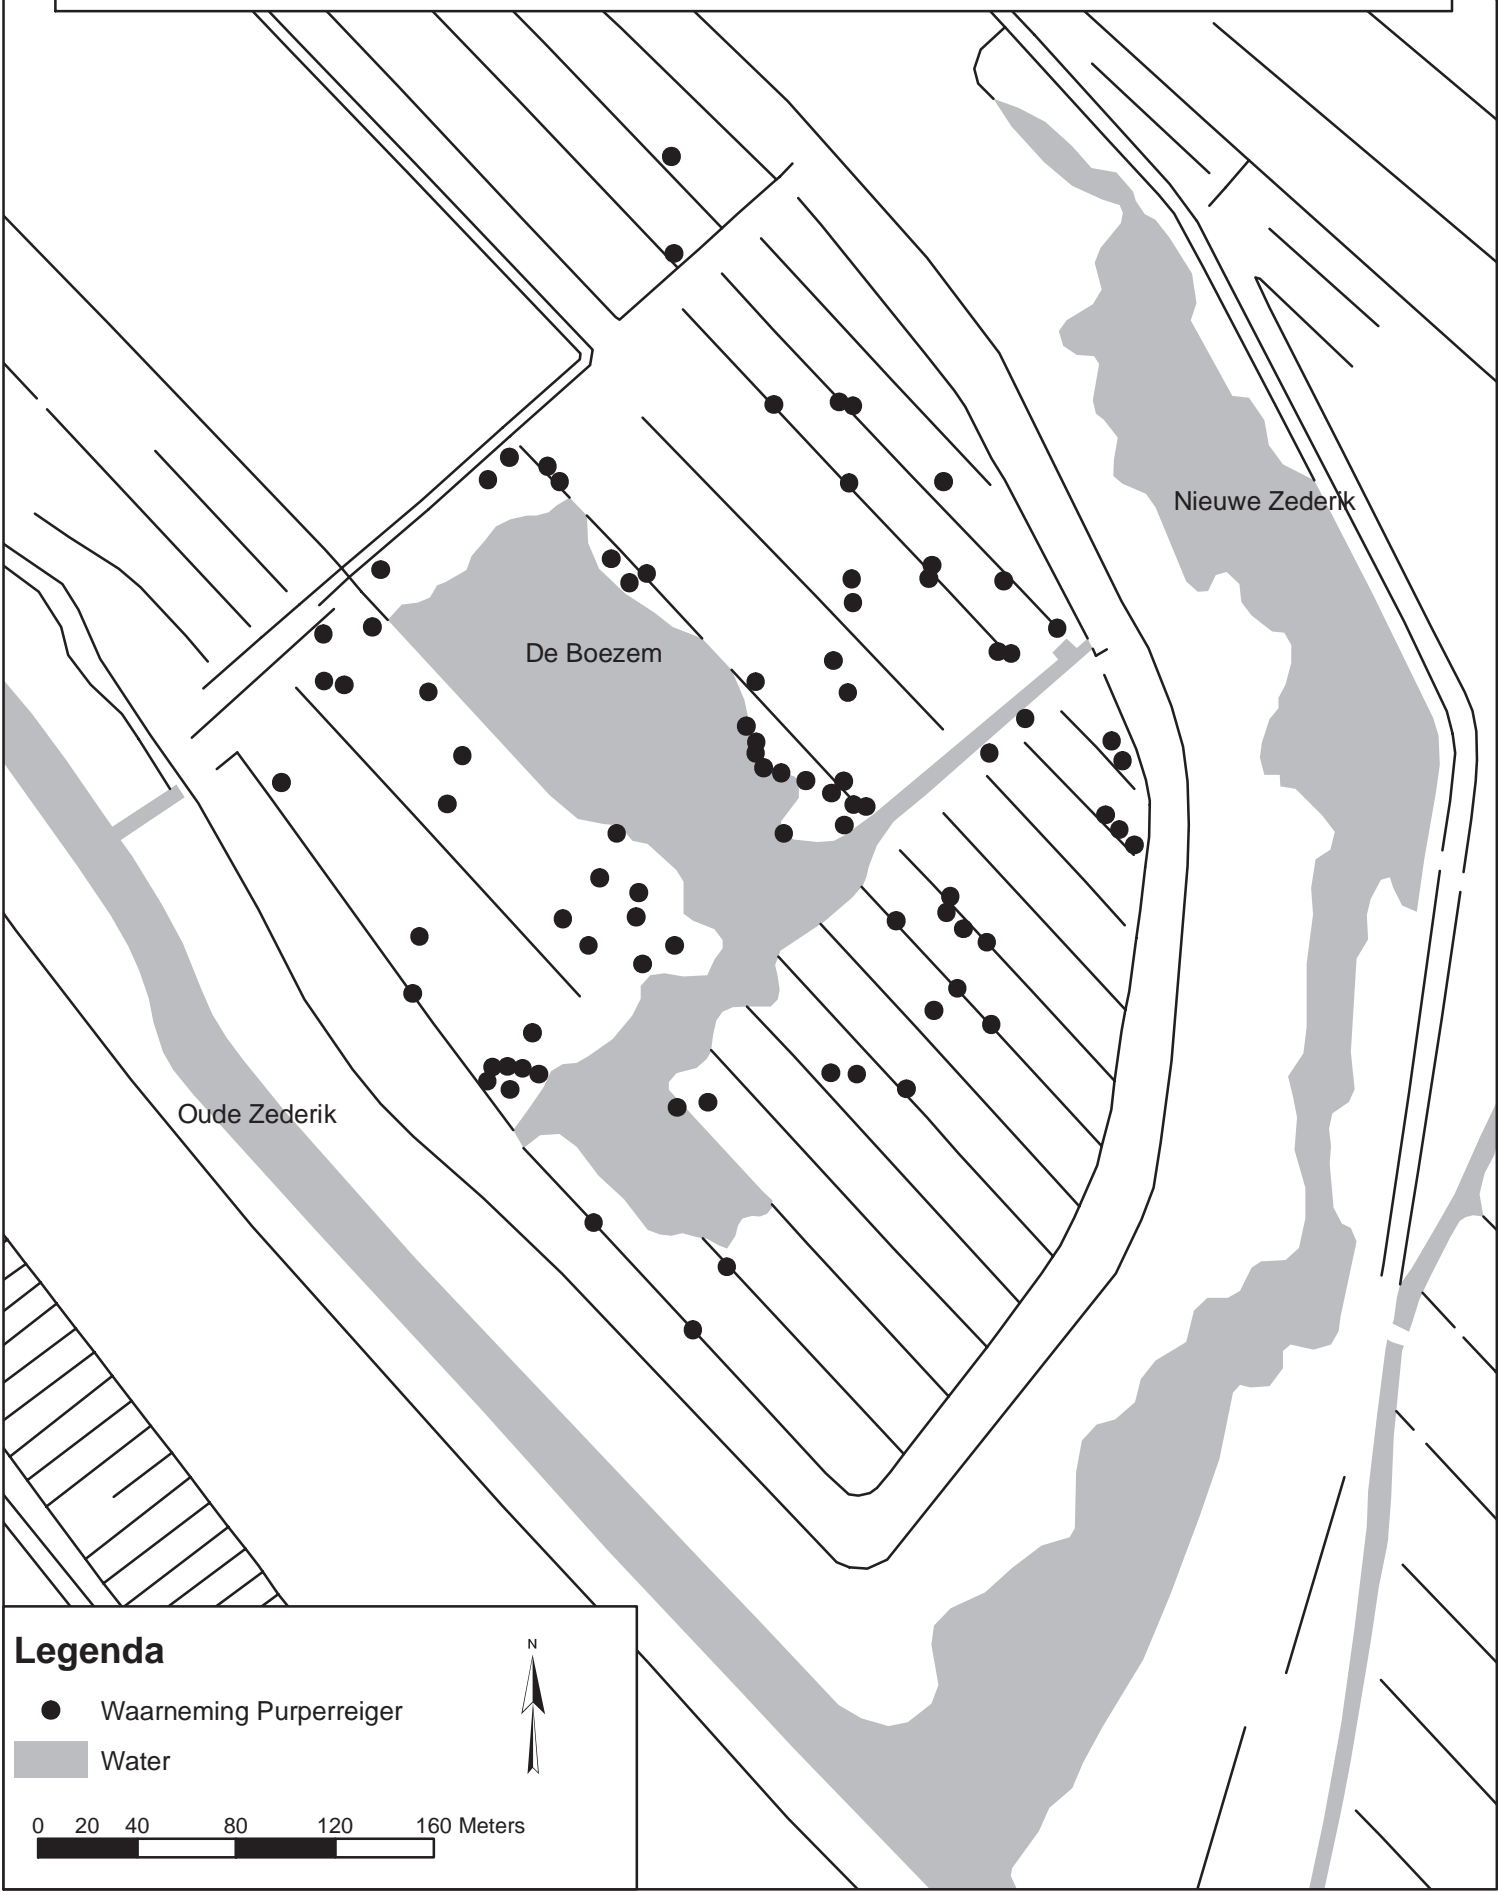 Nieuwe Zederik
De Boezem
Oude Zederik
Legenda
N
Waarneming Purperreiger
Water
0 20 40 80 120 160 Meters